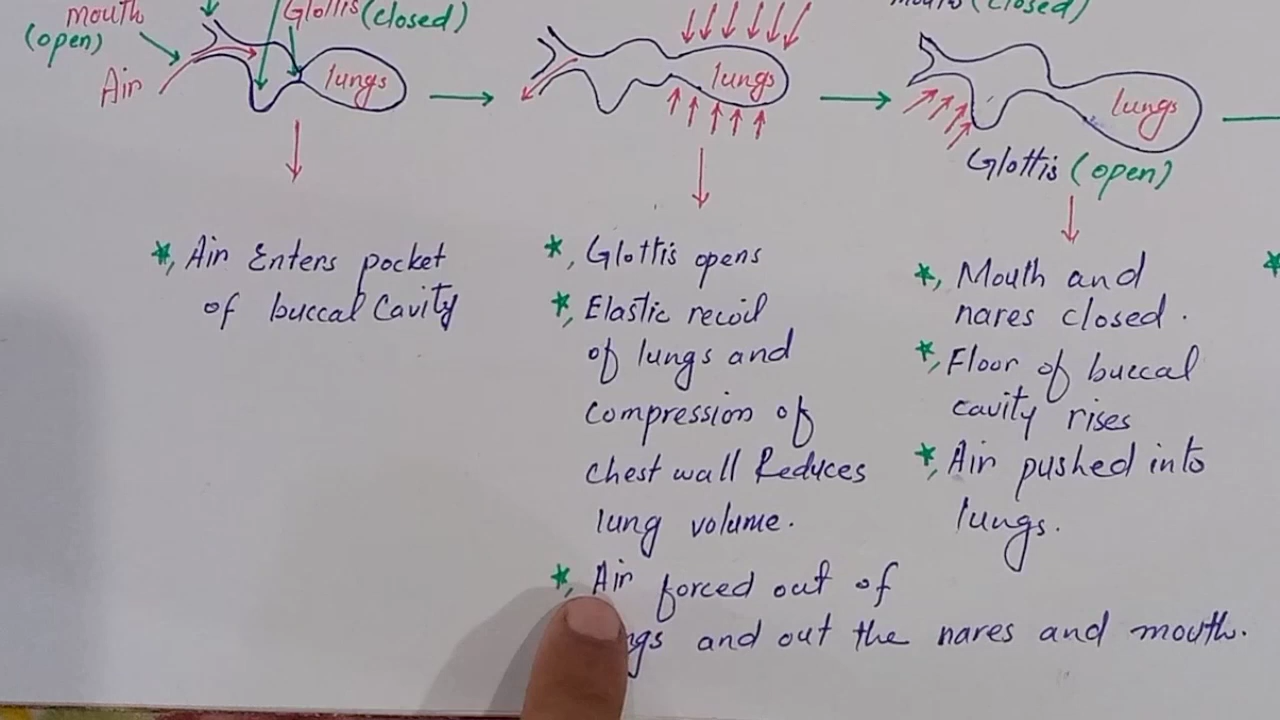 mouth
(open)
Glottis (closed)
Air
lungs
lungs
(closed)
lungs
Glottis (open)
*, Air Enters pocket
of buccal Cavity
*, Glottis opens
*, Elastic recoil
of lungs and
compression of
chest wall Reduces
lung volume.
*, Air forced out of
and out the nares and mouth.
*, Mouth and
nares closed.
*, Floor of buccal
cavity rises
*, Air pushed into
lungs.
*